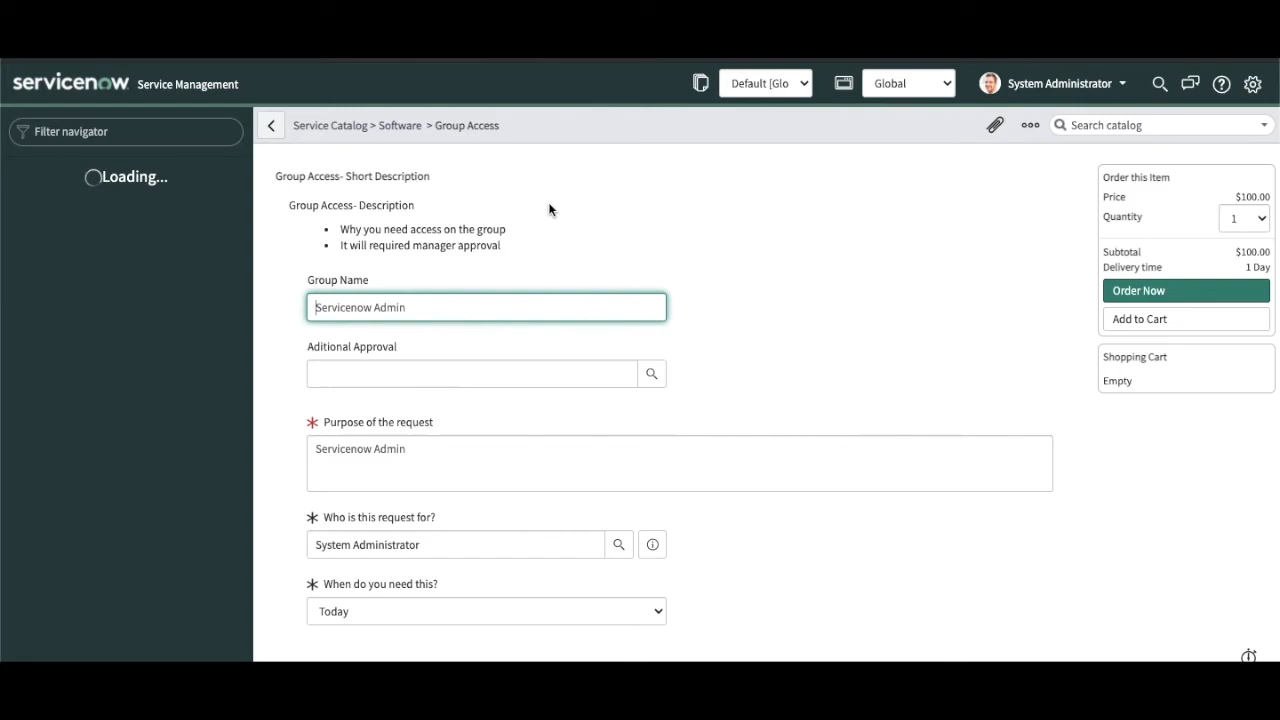 servicenow Service Management
Default [Glo
Global
System Administrator
Filter navigator
Loading...
Service Catalog > Software > Group Access
Search catalog
Group Access- Short Description
Group Access- Description
Why you need access on the group
It will required manager approval
Group Name
Servicenow Admin
Aditional Approval
Purpose of the request
Servicenow Admin
Who is this request for?
System Administrator
When do you need this?
Today
Order this Item
Price $100.00
Quantity 1
Subtotal $100.00
Delivery time 1 Day
Order Now
Add to Cart
Shopping Cart
Empty